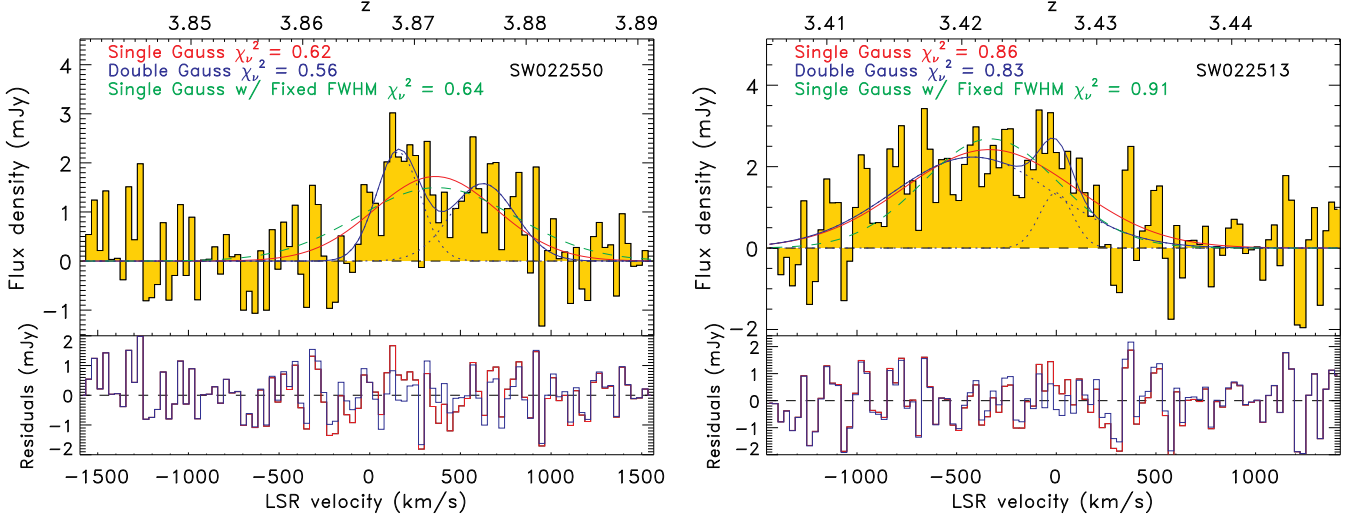 z
3.85 3.86 3.87 3.88 3.89
Single Gauss χν² = 0.62
Double Gauss χν² = 0.56
Single Gauss w/ Fixed FWHM χν² = 0.64
SW022550
Flux density (mJy)
4
3
2
1
0
−1
Residuals (mJy)
2
1
0
−1
−2
−1500 −1000 −500 0 500 1000 1500
LSR velocity (km/s)
z
3.41 3.42 3.43 3.44
Single Gauss χν² = 0.86
Double Gauss χν² = 0.83
Single Gauss w/ Fixed FWHM χν² = 0.91
SW022513
Flux density (mJy)
4
2
0
−2
Residuals (mJy)
2
1
0
−1
−2
−1000 −500 0 500 1000
LSR velocity (km/s)